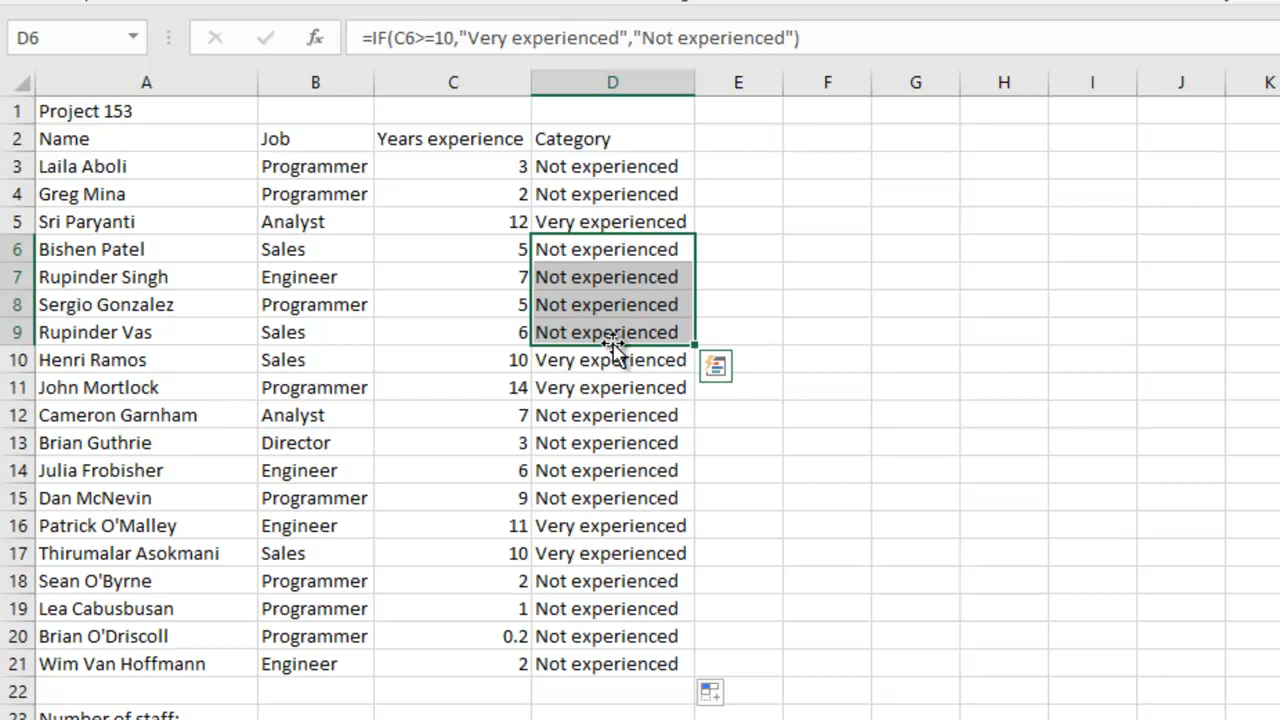 D6 fx =IF(C6>=10,"Very experienced","Not experienced")
A B C D E F G H I J K
1 Project 153
2 Name Job Years experience Category
3 Laila Aboli Programmer 3 Not experienced
4 Greg Mina Programmer 2 Not experienced
5 Sri Paryanti Analyst 12 Very experienced
6 Bishen Patel Sales 5 Not experienced
7 Rupinder Singh Engineer 7 Not experienced
8 Sergio Gonzalez Programmer 5 Not experienced
9 Rupinder Vas Sales 6 Not experienced
10 Henri Ramos Sales 10 Very experienced
11 John Mortlock Programmer 14 Very experienced
12 Cameron Garnham Analyst 7 Not experienced
13 Brian Guthrie Director 3 Not experienced
14 Julia Frobisher Engineer 6 Not experienced
15 Dan McNevin Programmer 9 Not experienced
16 Patrick O'Malley Engineer 11 Very experienced
17 Thirumalar Asokmani Sales 10 Very experienced
18 Sean O'Byrne Programmer 2 Not experienced
19 Lea Cabusbusan Programmer 1 Not experienced
20 Brian O'Driscoll Programmer 0.2 Not experienced
21 Wim Van Hoffmann Engineer 2 Not experienced
22
23 Number of staff: